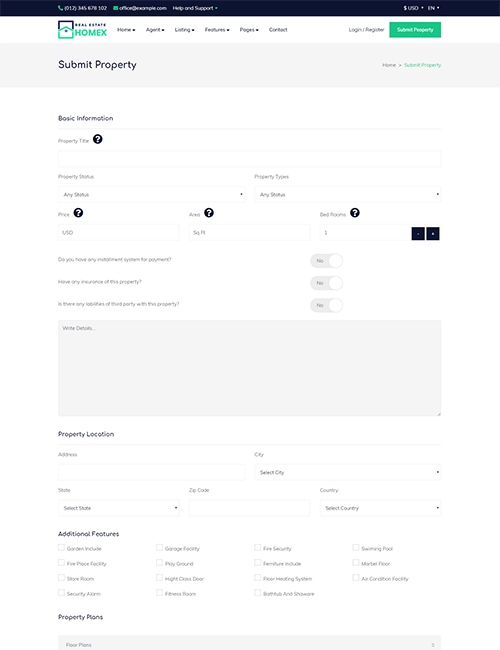 (012) 345 678 102 office@example.com Help and Support $ USD EN
REAL ESTATE
HOMEX
Home Agent Listing Features Pages Contact Login / Register Submit Property
Submit Property
Home > Submit Property
Basic Information
Property Title ?
Property Status Property Types
Any Status Any Status
Price ? Area ? Bed Rooms ?
USD Sq Ft 1 - +
Do you have any installment system for payment? No
Have any insurance of this property? No
Is there any liabilities of third party with this property? No
Write Details...
Property Location
Address City
Select City
State Zip Code Country
Select State Select Country
Additional Features
Garden Include Garage Facility Fire Security Swiming Pool
Fire Place Facility Play Ground Ferniture Include Marbel Floor
Store Room Hight Class Door Floor Heating System Air Condition Facility
Security Alarm Fitness Room Bathtub And Showare
Property Plans
Floor Plans